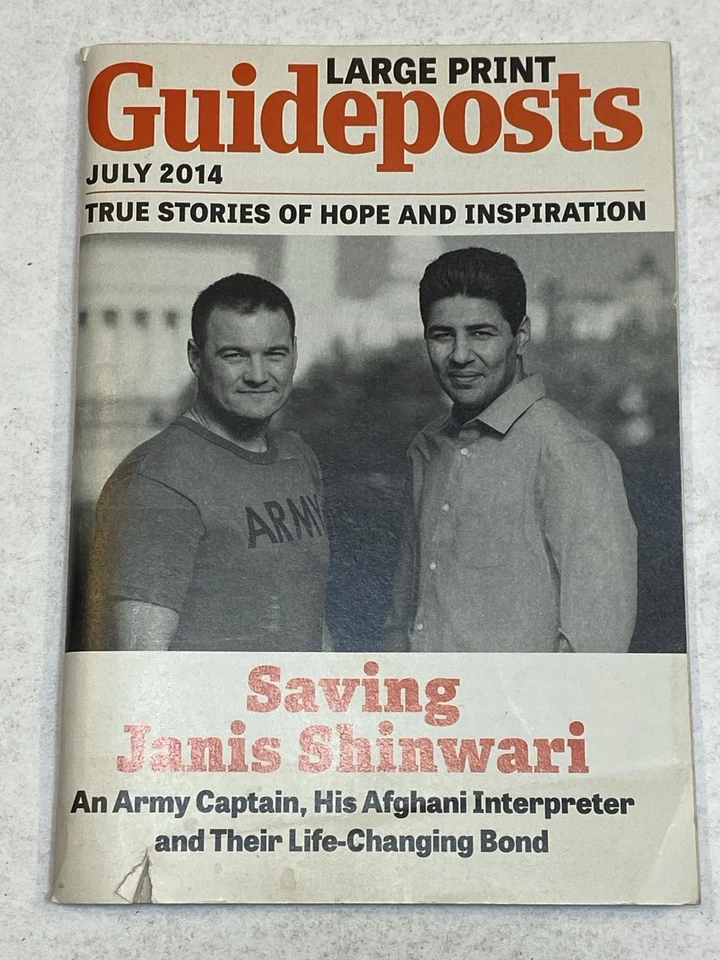 LARGE PRINT
Guideposts
JULY 2014
TRUE STORIES OF HOPE AND INSPIRATION
ARMY
Saving
Janis Shinwari
An Army Captain, His Afghani Interpreter
and Their Life-Changing Bond